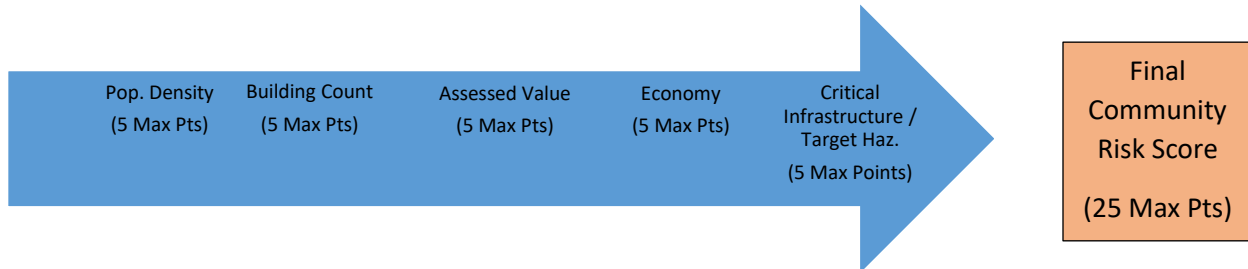 Pop. Density
(5 Max Pts)
Building Count
(5 Max Pts)
Assessed Value
(5 Max Pts)
Economy
(5 Max Pts)
Critical
Infrastructure /
Target Haz.
(5 Max Points)
Final
Community
Risk Score
(25 Max Pts)